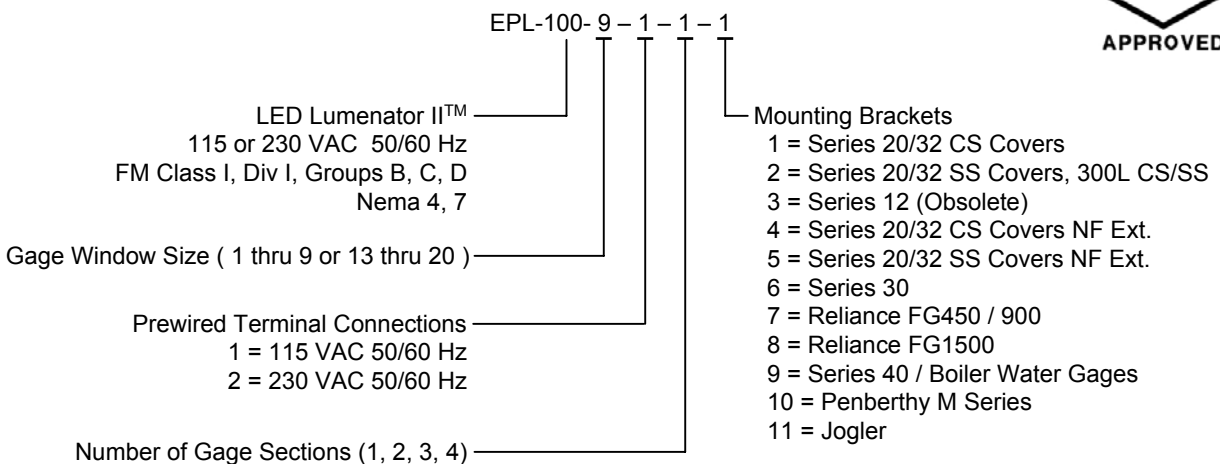 EPL-100- 9 – 1 – 1 – 1
APPROVED
LED Lumenator II™
115 or 230 VAC 50/60 Hz
FM Class I, Div I, Groups B, C, D
Nema 4, 7
Gage Window Size ( 1 thru 9 or 13 thru 20 )
Prewired Terminal Connections
1 = 115 VAC 50/60 Hz
2 = 230 VAC 50/60 Hz
Number of Gage Sections (1, 2, 3, 4)
Mounting Brackets
1 = Series 20/32 CS Covers
2 = Series 20/32 SS Covers, 300L CS/SS
3 = Series 12 (Obsolete)
4 = Series 20/32 CS Covers NF Ext.
5 = Series 20/32 SS Covers NF Ext.
6 = Series 30
7 = Reliance FG450 / 900
8 = Reliance FG1500
9 = Series 40 / Boiler Water Gages
10 = Penberthy M Series
11 = Jogler